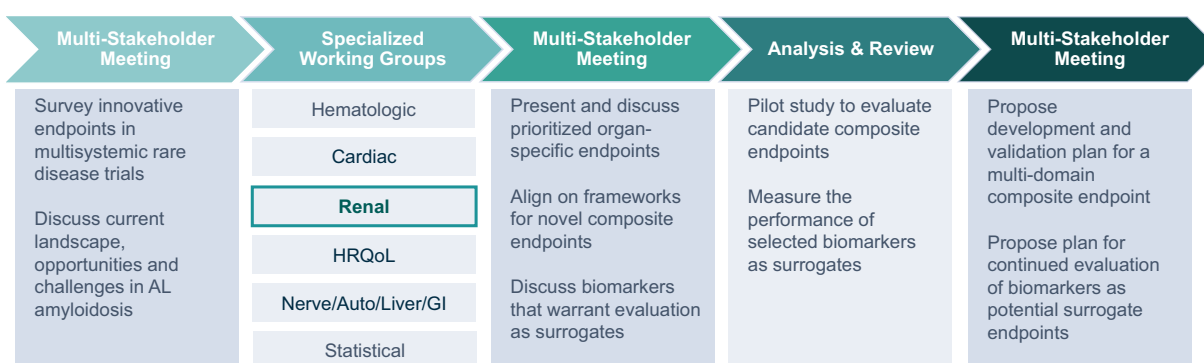 Multi-Stakeholder
Meeting
Specialized
Working Groups
Multi-Stakeholder
Meeting
Analysis & Review
Multi-Stakeholder
Meeting
Survey innovative
endpoints in
multisystemic rare
disease trials
Discuss current
landscape,
opportunities and
challenges in AL
amyloidosis
Hematologic
Cardiac
Renal
HRQoL
Nerve/Auto/Liver/GI
Statistical
Present and discuss
prioritized organ-
specific endpoints
Align on frameworks
for novel composite
endpoints
Discuss biomarkers
that warrant evaluation
as surrogates
Pilot study to evaluate
candidate composite
endpoints
Measure the
performance of
selected biomarkers
as surrogates
Propose
development and
validation plan for a
multi-domain
composite endpoint
Propose plan for
continued evaluation
of biomarkers as
potential surrogate
endpoints